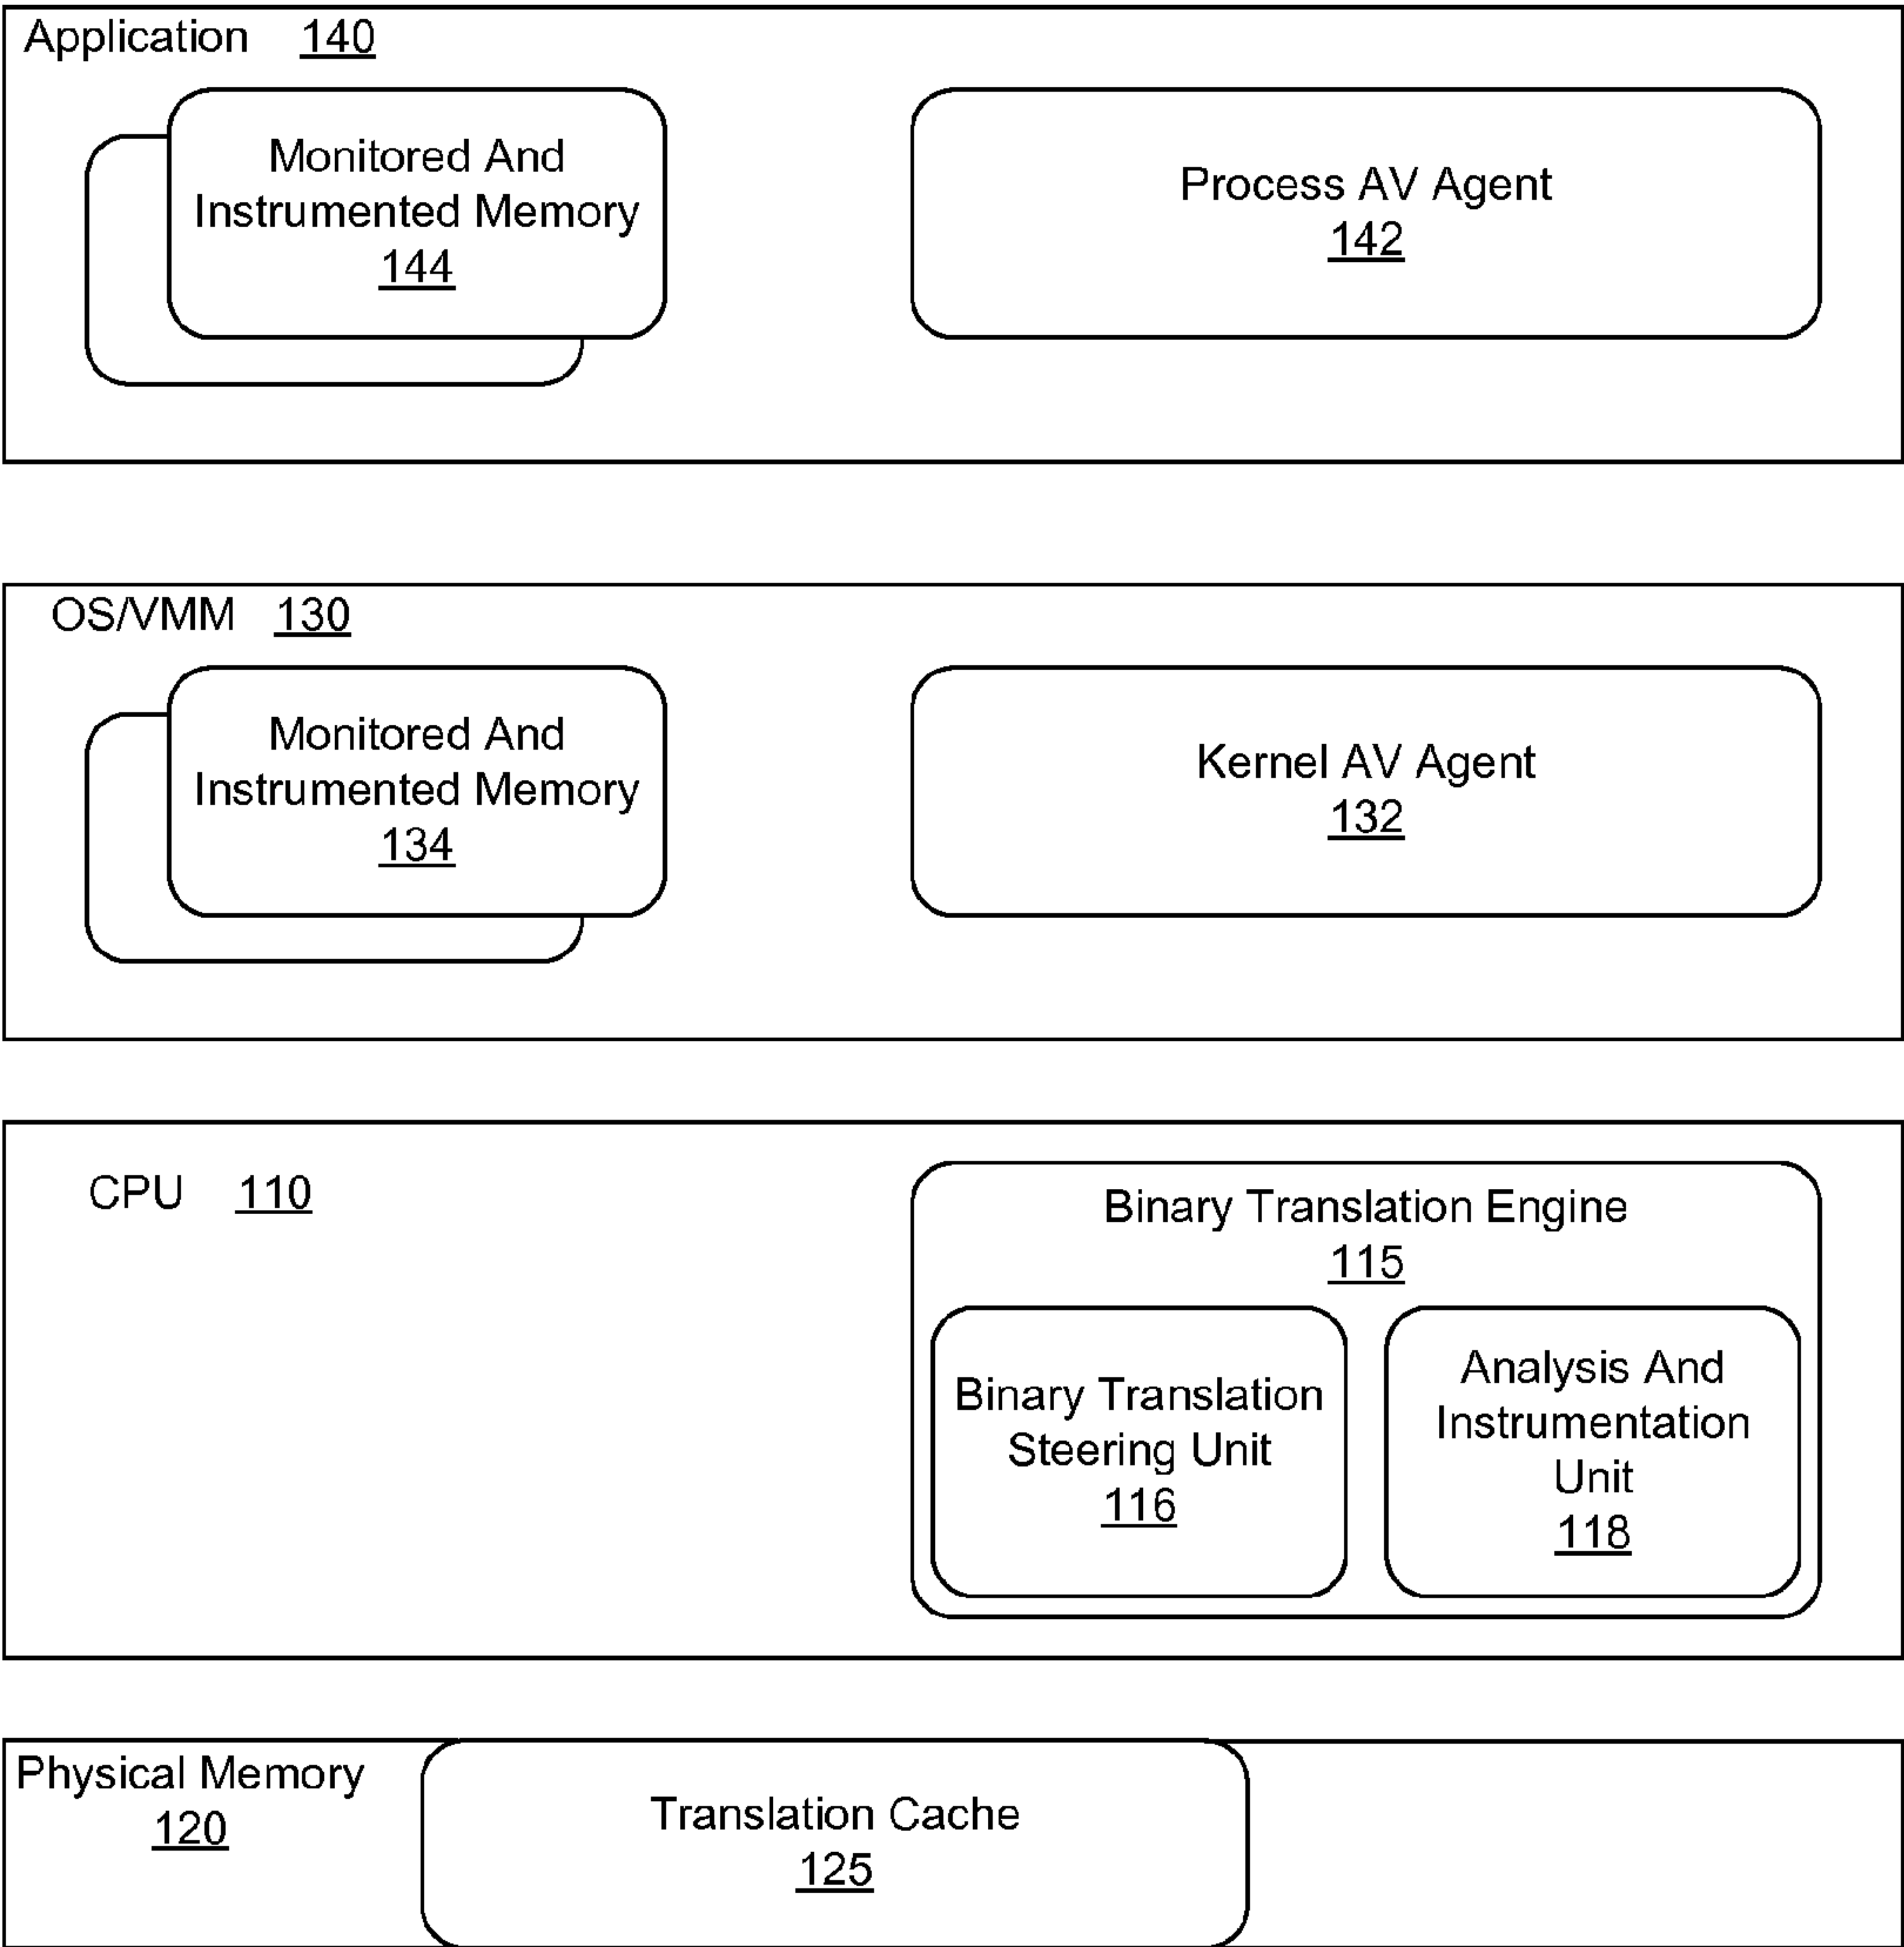 Application 140
Monitored And
Instrumented Memory
144
Process AV Agent
142
OS/VMM 130
Monitored And
Instrumented Memory
134
Kernel AV Agent
132
CPU 110
Binary Translation Engine
115
Binary Translation
Steering Unit
116
Analysis And
Instrumentation
Unit
118
Physical Memory
120
Translation Cache
125